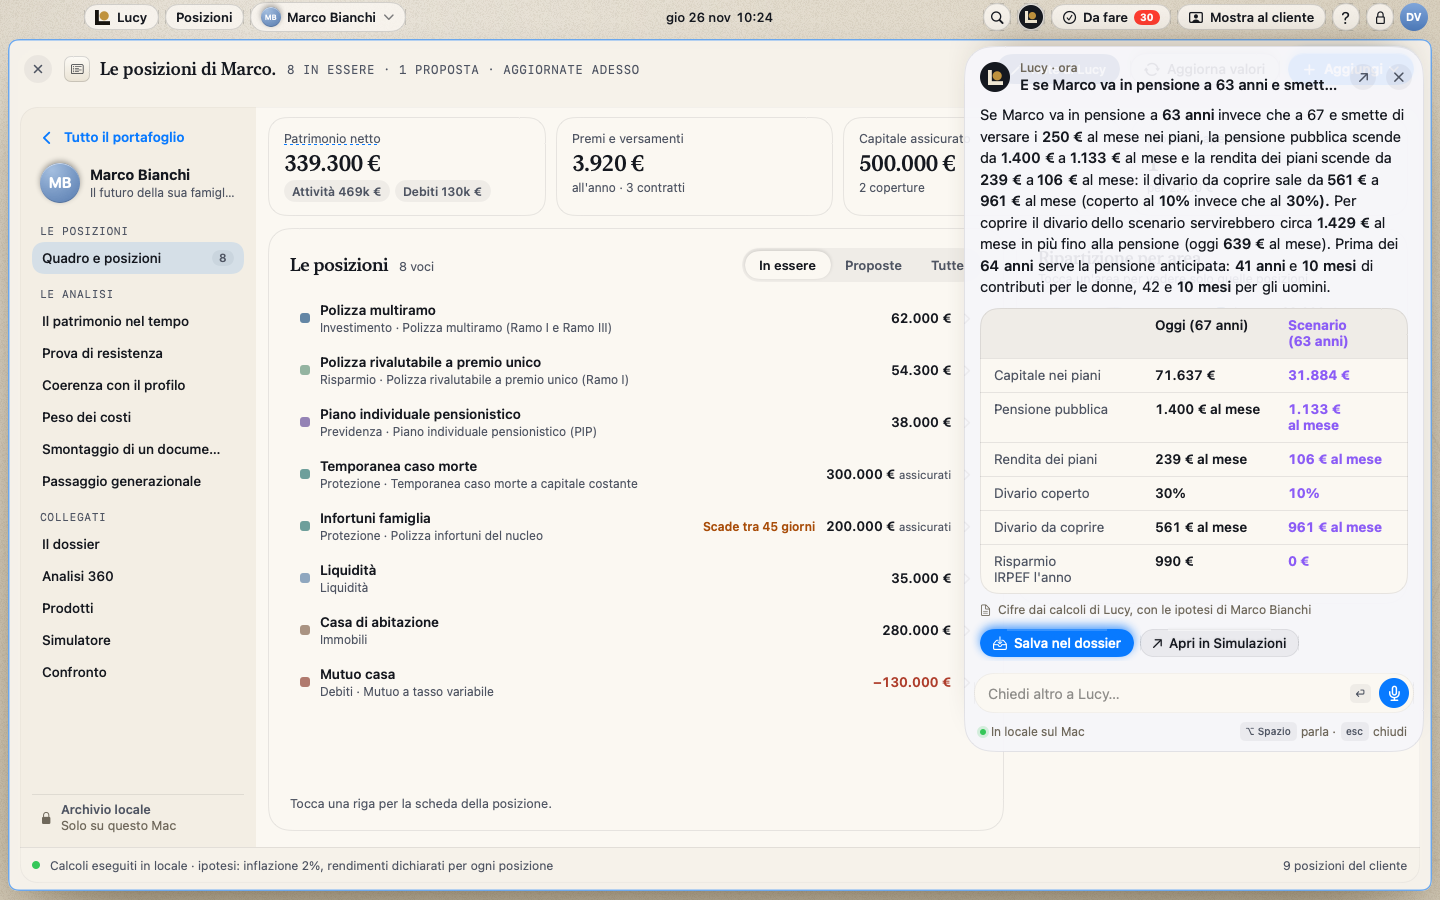 Lucy
Posizioni
MB Marco Bianchi
gio 26 nov 10:24
Da fare 30
Mostra al cliente
?
DV
Le posizioni di Marco.
8 IN ESSERE · 1 PROPOSTA · AGGIORNATE ADESSO
Tutto il portafoglio
MB
Marco Bianchi
Il futuro della sua famigl...
LE POSIZIONI
Quadro e posizioni 8
LE ANALISI
Il patrimonio nel tempo
Prova di resistenza
Coerenza con il profilo
Peso dei costi
Smontaggio di un docume...
Passaggio generazionale
COLLEGATI
Il dossier
Analisi 360
Prodotti
Simulatore
Confronto
Archivio locale
Solo su questo Mac
Patrimonio netto
339.300 €
Attività 469k € Debiti 130k €
Premi e versamenti
3.920 €
all'anno · 3 contratti
Capitale assicurat
500.000 €
2 coperture
Le posizioni 8 voci
In essere Proposte Tutte
Polizza multiramo
Investimento · Polizza multiramo (Ramo I e Ramo III)
62.000 €
Polizza rivalutabile a premio unico
Risparmio · Polizza rivalutabile a premio unico (Ramo I)
54.300 €
Piano individuale pensionistico
Previdenza · Piano individuale pensionistico (PIP)
38.000 €
Temporanea caso morte
Protezione · Temporanea caso morte a capitale costante
300.000 € assicurati
Infortuni famiglia
Protezione · Polizza infortuni del nucleo
Scade tra 45 giorni 200.000 € assicurati
Liquidità
Liquidità
35.000 €
Casa di abitazione
Immobili
280.000 €
Mutuo casa
Debiti · Mutuo a tasso variabile
−130.000 €
Tocca una riga per la scheda della posizione.
Lucy · ora
E se Marco va in pensione a 63 anni e smett...
Aggiorna valori
Aggiungi
Se Marco va in pensione a 63 anni invece che a 67 e smette di
versare i 250 € al mese nei piani, la pensione pubblica scende
da 1.400 € a 1.133 € al mese e la rendita dei piani scende da
239 € a 106 € al mese: il divario da coprire sale da 561 € a
961 € al mese (coperto al 10% invece che al 30%). Per
coprire il divario dello scenario servirebbero circa 1.429 € al
mese in più fino alla pensione (oggi 639 € al mese). Prima dei
64 anni serve la pensione anticipata: 41 anni e 10 mesi di
contributi per le donne, 42 e 10 mesi per gli uomini.
Ripartizione per area
Oggi (67 anni)
Scenario
(63 anni)
Capitale nei piani 71.637 € 31.884 €
Pensione pubblica 1.400 € al mese 1.133 €
al mese
Rendita dei piani 239 € al mese 106 € al mese
Divario coperto 30% 10%
Divario da coprire 561 € al mese 961 € al mese
Risparmio
IRPEF l'anno
990 € 0 €
Cifre dai calcoli di Lucy, con le ipotesi di Marco Bianchi
Salva nel dossier
Apri in Simulazioni
Chiedi altro a Lucy...
In locale sul Mac
⌥ Spazio parla · esc chiudi
Calcoli eseguiti in locale · ipotesi: inflazione 2%, rendimenti dichiarati per ogni posizione
9 posizioni del cliente